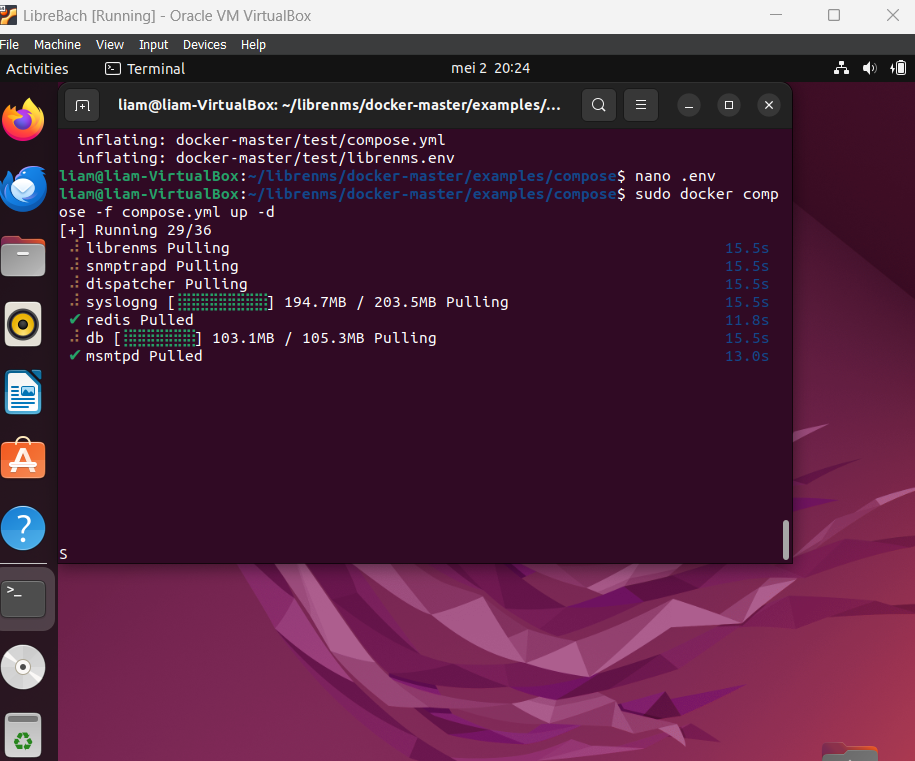 LibreBach [Running] - Oracle VM VirtualBox
File Machine View Input Devices Help
Activities Terminal mei 2 20:24
liam@liam-VirtualBox: ~/librenms/docker-master/examples/...
inflating: docker-master/test/compose.yml
inflating: docker-master/test/librenms.env
liam@liam-VirtualBox:~/librenms/docker-master/examples/compose$ nano .env
liam@liam-VirtualBox:~/librenms/docker-master/examples/compose$ sudo docker comp
ose -f compose.yml up -d
[+] Running 29/36
librenms Pulling 15.5s
snmptrapd Pulling 15.5s
dispatcher Pulling 15.5s
syslogng [⣿⣿⣿⣿⣿⣿⣿⣿⣿⣿] 194.7MB / 203.5MB Pulling 15.5s
✔ redis Pulled 11.8s
db [⣿⣿⣿⣿⣿⣿⣿⣿] 103.1MB / 105.3MB Pulling 15.5s
✔ msmtpd Pulled 13.0s
S